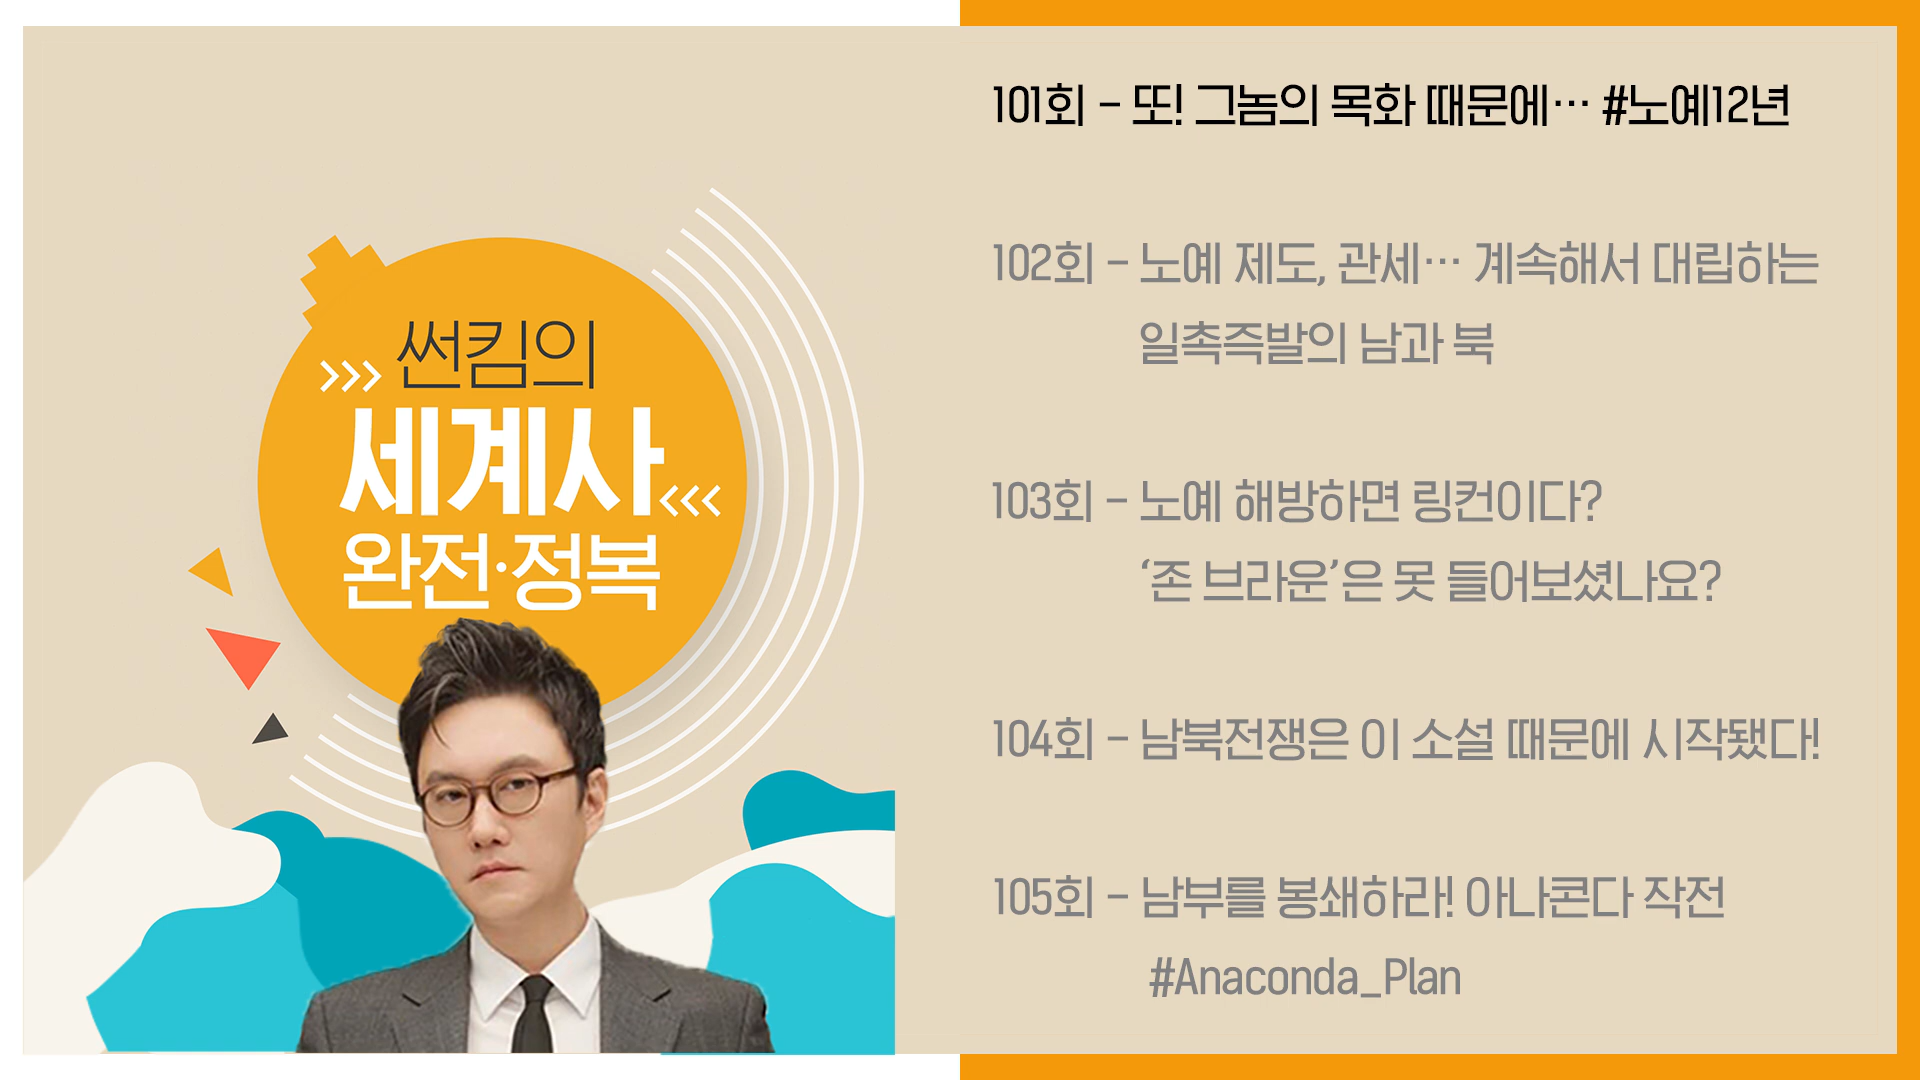 썬킴의
세계사
완전·정복
101회 - 또! 그놈의 목화 때문에… #노예12년
102회 - 노예 제도, 관세… 계속해서 대립하는
일촉즉발의 남과 북
103회 - 노예 해방하면 링컨이다?
‘존 브라운’은 못 들어보셨나요?
104회 - 남북전쟁은 이 소설 때문에 시작됐다!
105회 - 남부를 봉쇄하라! 아나콘다 작전
#Anaconda_Plan